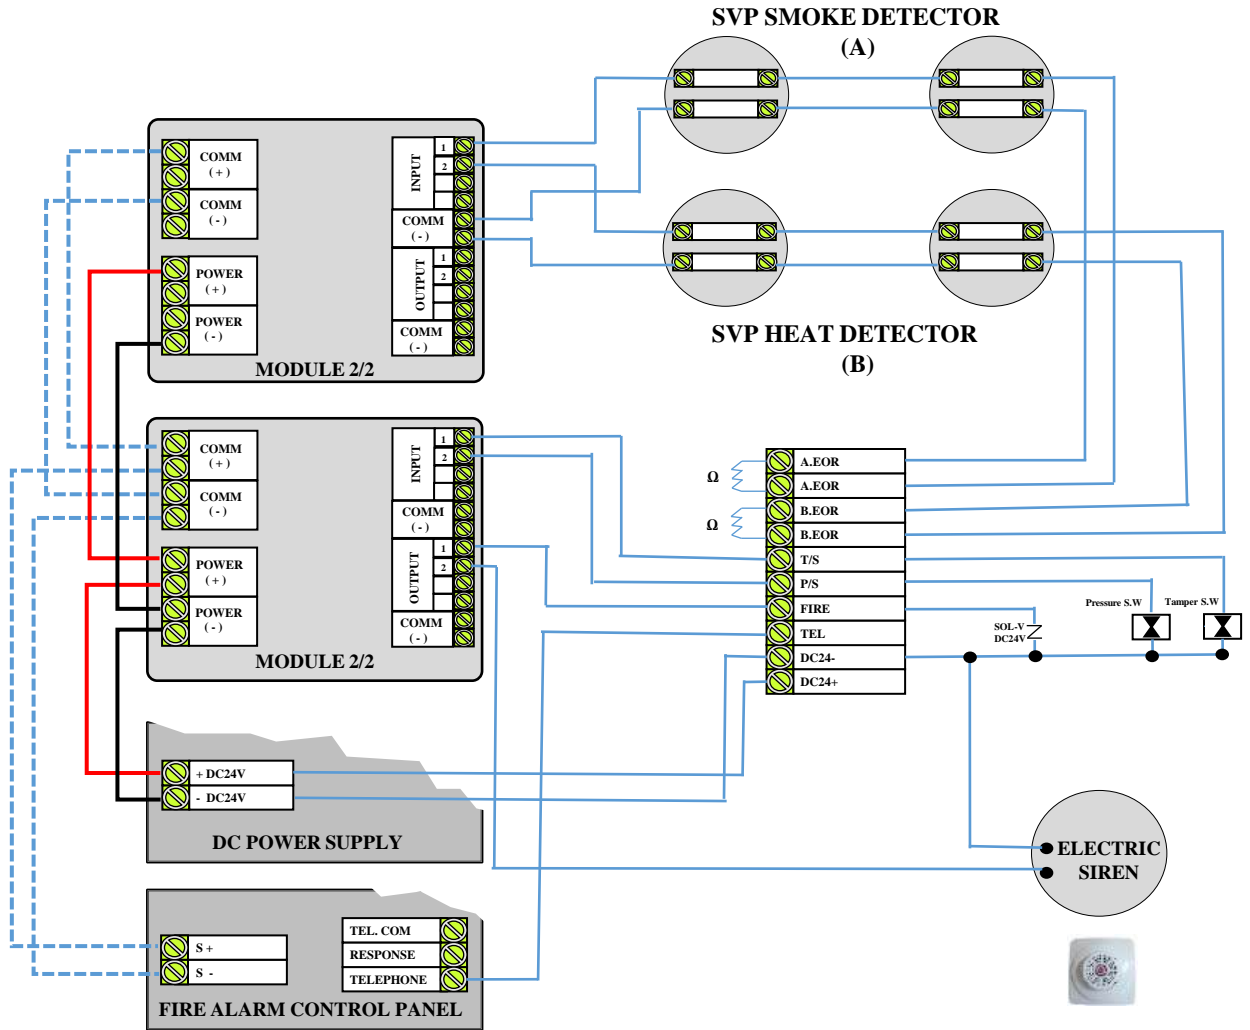 SVP SMOKE DETECTOR
(A)
COMM
( + )
COMM
( - )
POWER
( + )
POWER
( - )
INPUT
1
2
COMM
( - )
OUTPUT
1
2
COMM
( - )
MODULE 2/2
SVP HEAT DETECTOR
(B)
COMM
( + )
COMM
( - )
POWER
( + )
POWER
( - )
INPUT
1
2
COMM
( - )
OUTPUT
1
2
COMM
( - )
MODULE 2/2
Ω
Ω
A.EOR
A.EOR
B.EOR
B.EOR
T/S
P/S
FIRE
TEL
DC24-
DC24+
SOL-V
DC24V
Pressure S.W
Tamper S.W
+ DC24V
- DC24V
DC POWER SUPPLY
ELECTRIC
SIREN
S +
S -
TEL. COM
RESPONSE
TELEPHONE
FIRE ALARM CONTROL PANEL